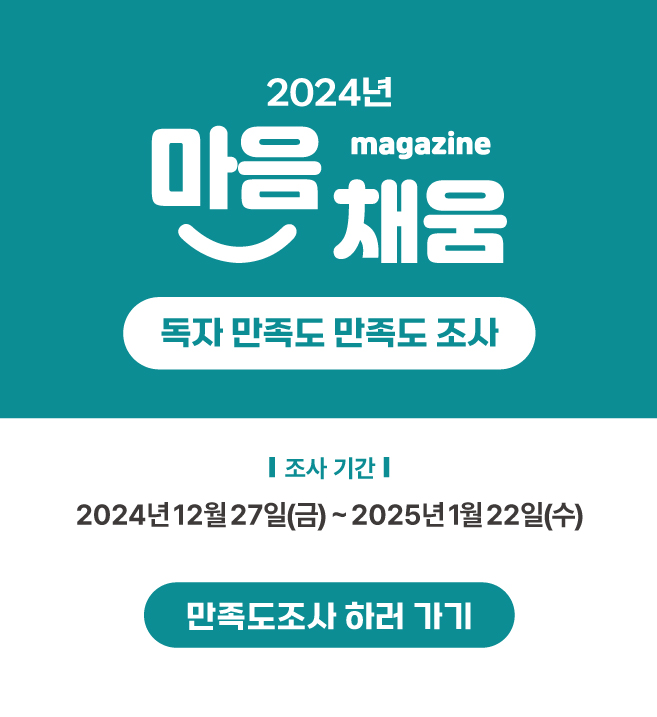 2024년
마음 magazine
채움
독자 만족도 만족도 조사
조사 기간
2024년 12월 27일(금) ~ 2025년 1월 22일(수)
만족도조사 하러 가기